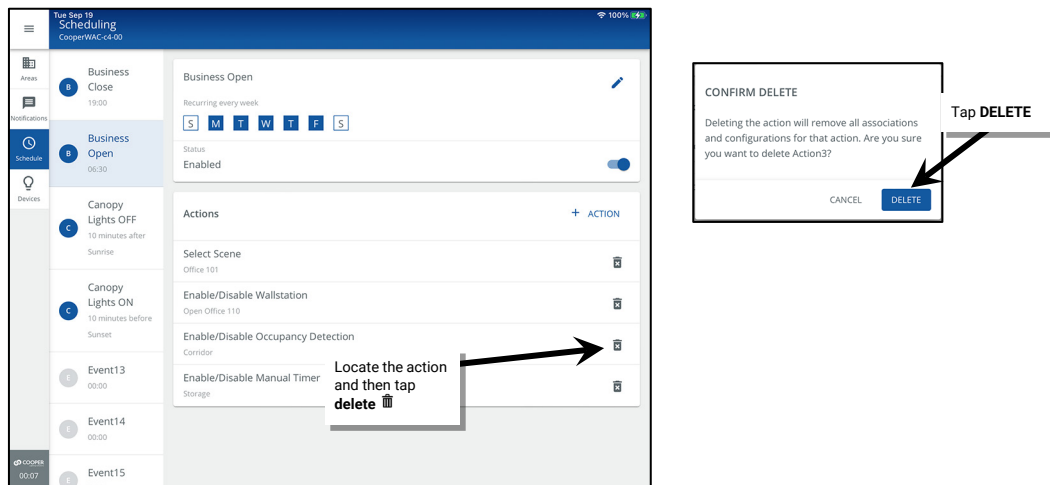 Tue Sep 19
100%
Scheduling
CooperWAC-c4-00
Areas
Notifications
Schedule
Devices
COOPER
00:07
B
Business
Close
19:00
B
Business
Open
06:30
C
Canopy
Lights OFF
10 minutes after
Sunrise
C
Canopy
Lights ON
10 minutes before
Sunset
E
Event13
00:00
E
Event14
00:00
E
Event15
Business Open
Recurring every week
S M T W T F S
Status
Enabled
Actions
+ ACTION
Select Scene
Office 101
Enable/Disable Wallstation
Open Office 110
Enable/Disable Occupancy Detection
Corridor
Enable/Disable Manual Timer
Storage
Locate the action
and then tap
delete
CONFIRM DELETE
Deleting the action will remove all associations
and configurations for that action. Are you sure
you want to delete Action3?
CANCEL DELETE
Tap DELETE